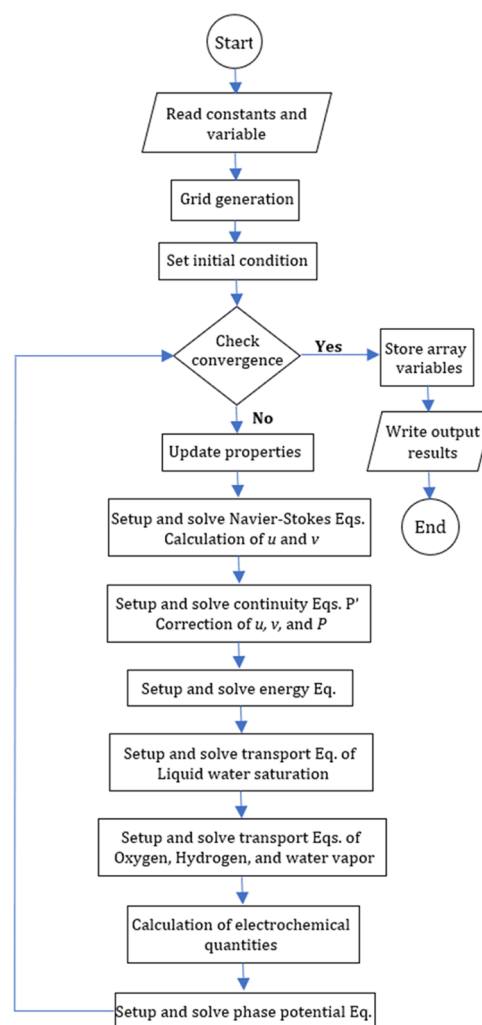 Start
Read constants and
variable
Grid generation
Set initial condition
Check
convergence
Yes
Store array
variables
Write output
results
End
No
Update properties
Setup and solve Navier-Stokes Eqs.
Calculation of u and v
Setup and solve continuity Eqs. P'
Correction of u, v, and P
Setup and solve energy Eq.
Setup and solve transport Eq. of
Liquid water saturation
Setup and solve transport Eqs. of
Oxygen, Hydrogen, and water vapor
Calculation of electrochemical
quantities
Setup and solve phase potential Eq.